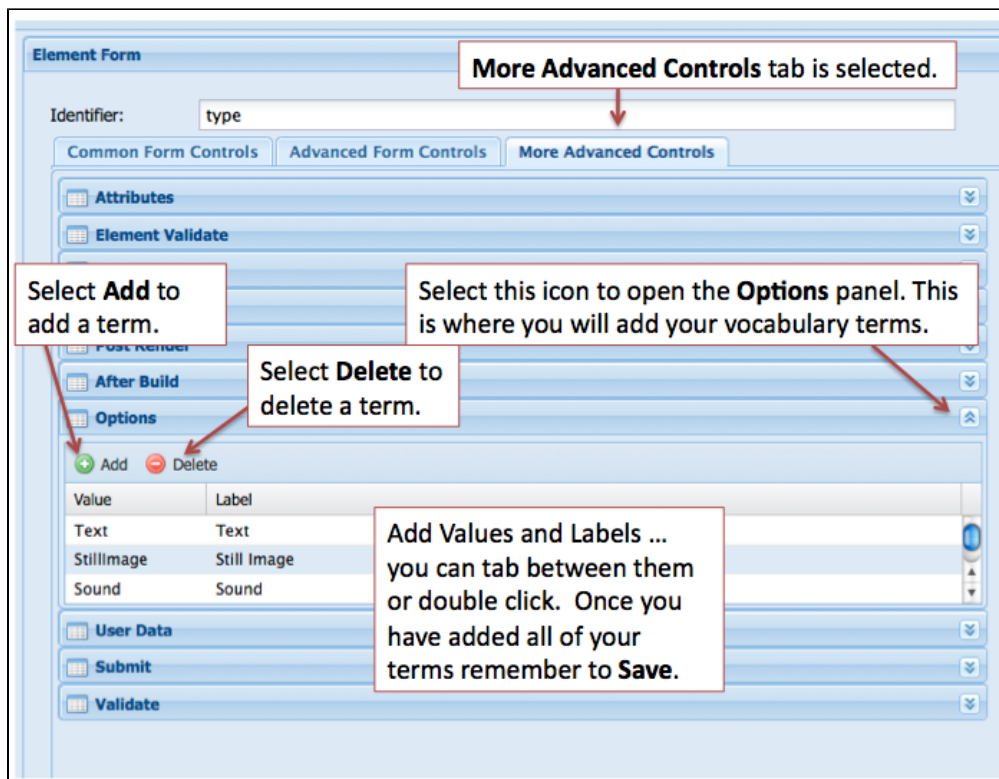 Element Form
More Advanced Controls tab is selected.
Identifier:
type
Common Form Controls
Advanced Form Controls
More Advanced Controls
Attributes
Element Validate
Select Add to
add a term.
Select this icon to open the Options panel. This
is where you will add your vocabulary terms.
Post Render
After Build
Select Delete to
delete a term.
Options
Add
Delete
Value
Label
Text
Text
StillImage
Still Image
Sound
Sound
Add Values and Labels ...
you can tab between them
or double click. Once you
have added all of your
terms remember to Save.
User Data
Submit
Validate